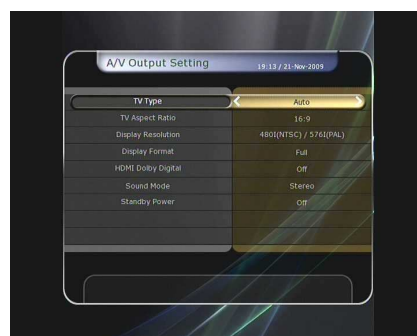 A/V Output Setting 19:13 / 21-Nov-2009
TV Type Auto
TV Aspect Ratio 16:9
Display Resolution 480I(NTSC) / 576I(PAL)
Display Format Full
HDMI Dolby Digital Off
Sound Mode Stereo
Standby Power Off